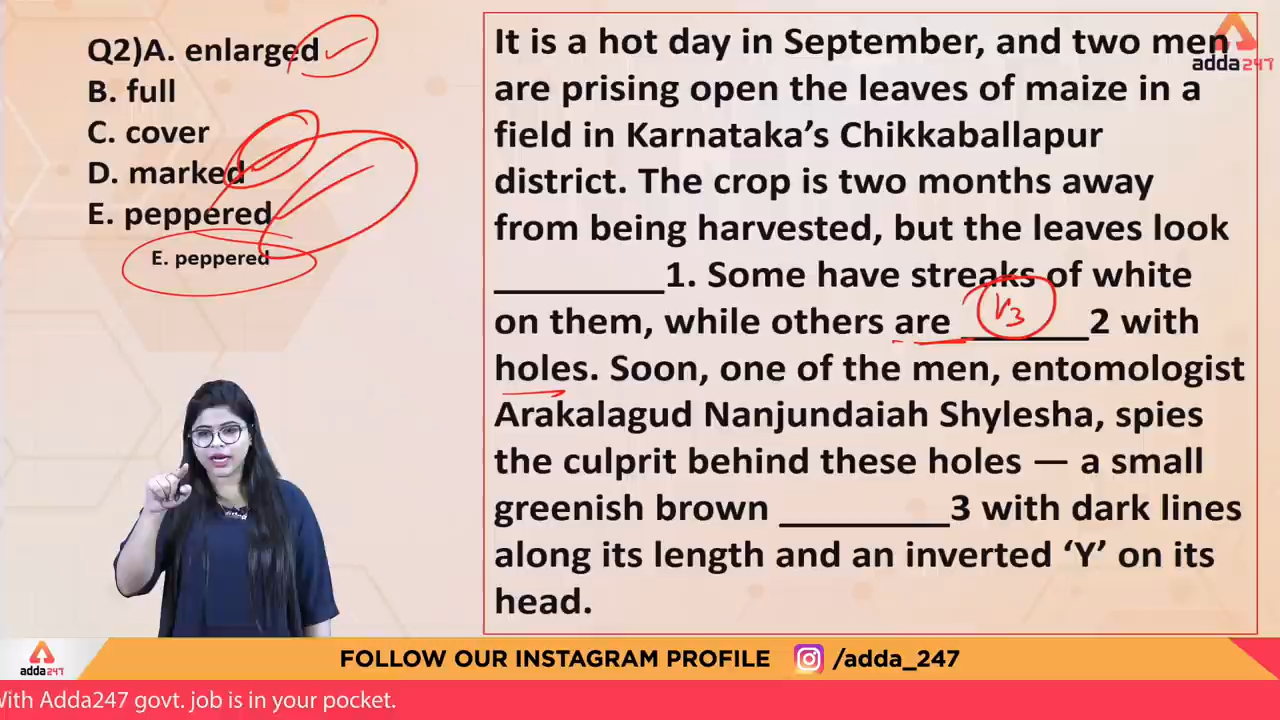 Q2)A. enlarged
B. full
C. cover
D. marked
E. peppered
E. peppered
It is a hot day in September, and two men
are prising open the leaves of maize in a
field in Karnataka's Chikkaballapur
district. The crop is two months away
from being harvested, but the leaves look
________1. Some have streaks of white
on them, while others are ______2 with
V3
holes. Soon, one of the men, entomologist
Arakalagud Nanjundaiah Shylesha, spies
the culprit behind these holes — a small
greenish brown ________3 with dark lines
along its length and an inverted 'Y' on its
head.
adda247
adda247
FOLLOW OUR INSTAGRAM PROFILE /adda_247
With Adda247 govt. job is in your pocket.